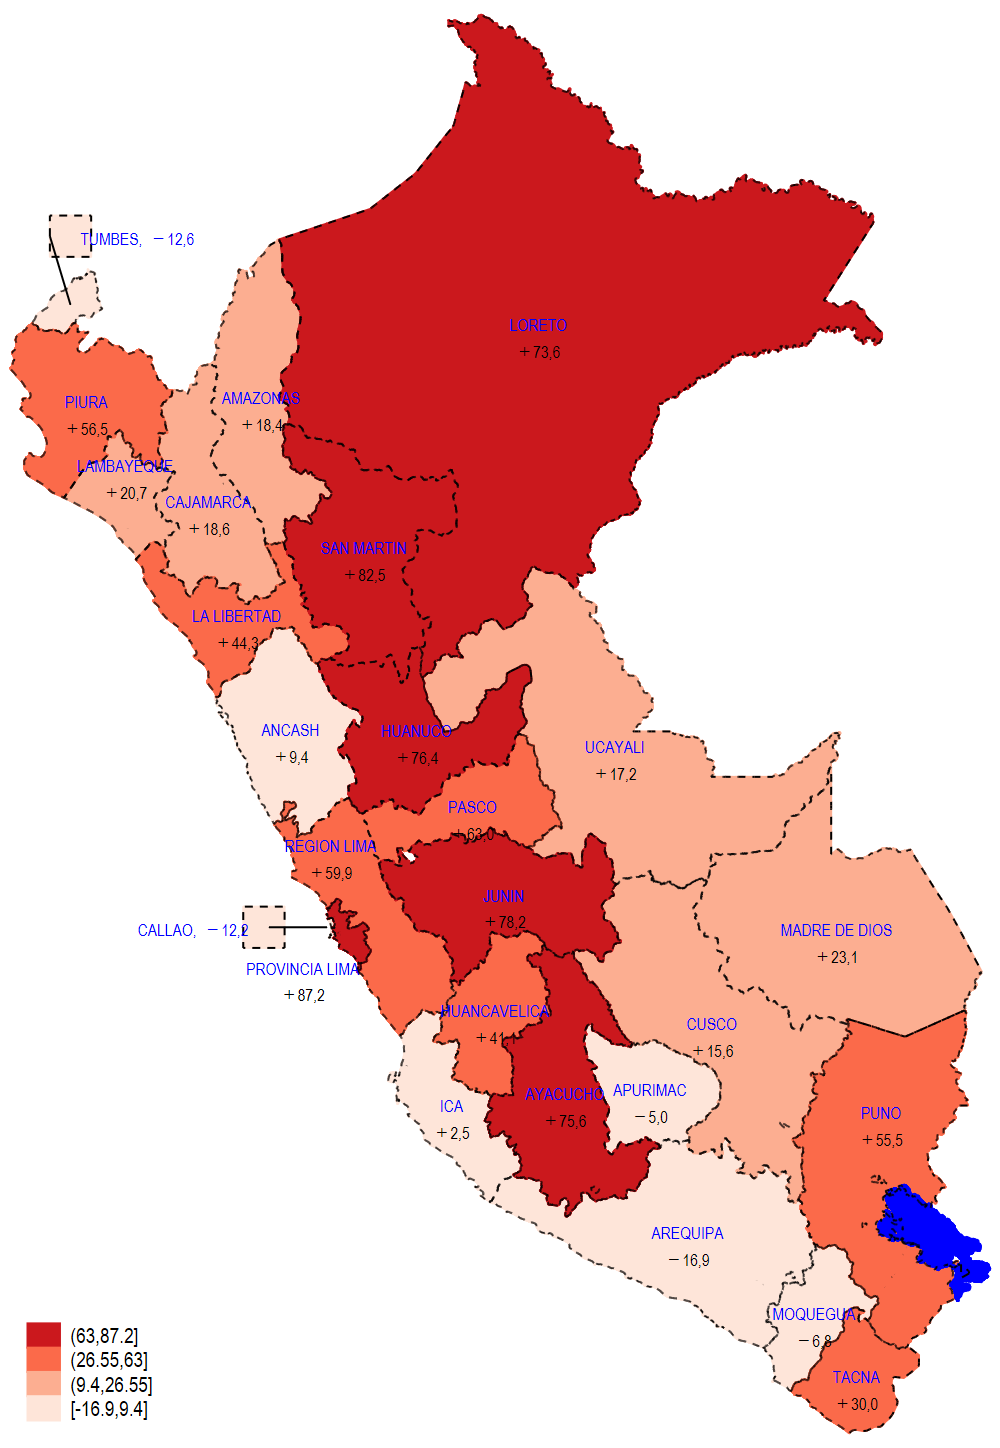 TUMBES, −12,6
LORETO
+73,6
PIURA
+56,5
AMAZONAS
+18,4
LAMBAYEQUE
+20,7
CAJAMARCA
+18,6
SAN MARTIN
+82,5
LA LIBERTAD
+44,3
ANCASH
+9,4
HUANUCO
+76,4
UCAYALI
+17,2
PASCO
+63,0
REGION LIMA
+59,9
JUNIN
+78,2
CALLAO, −12,2
MADRE DE DIOS
+23,1
PROVINCIA LIMA
+87,2
HUANCAVELICA
+41,1
CUSCO
+15,6
ICA
+2,5
AYACUCHO
+75,6
APURIMAC
−5,0
PUNO
+55,5
AREQUIPA
−16,9
MOQUEGUA
−6,8
TACNA
+30,0
(63,87.2]
(26.55,63]
(9.4,26.55]
[-16.9,9.4]